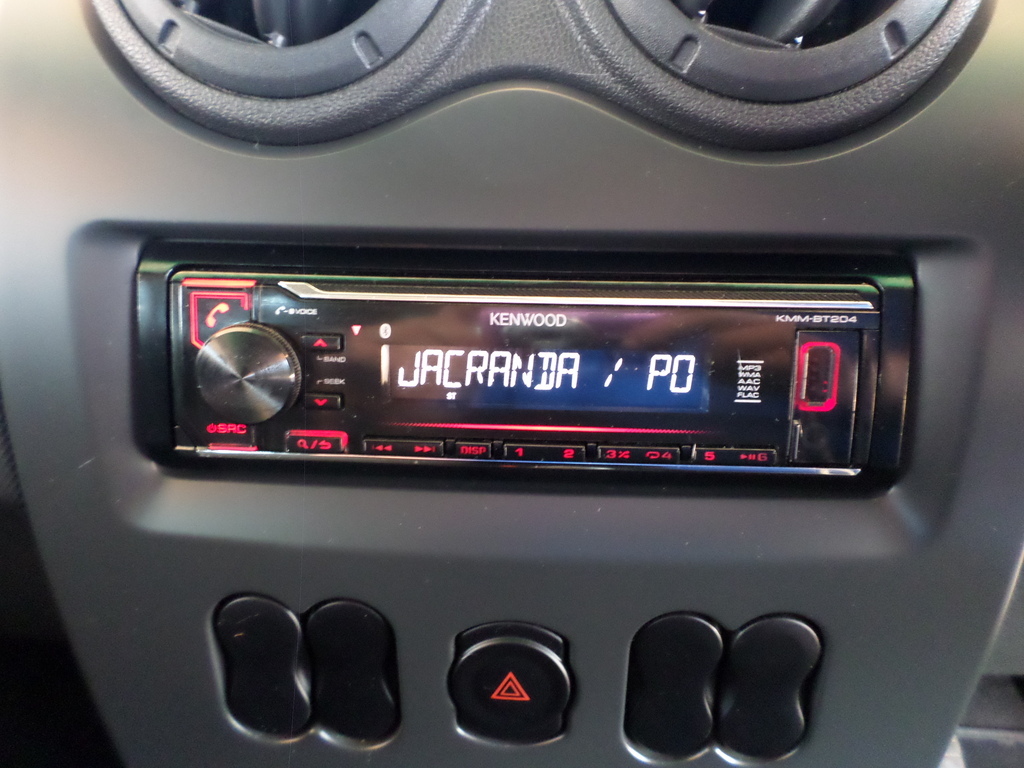 KENWOOD
KMM-BT204
VOICE
BAND
SEEK
JACRANDA / PO
ST
MP3
WMA
AAC
WAV
FLAC
SRC
DISP
1
2
3
4
5
6